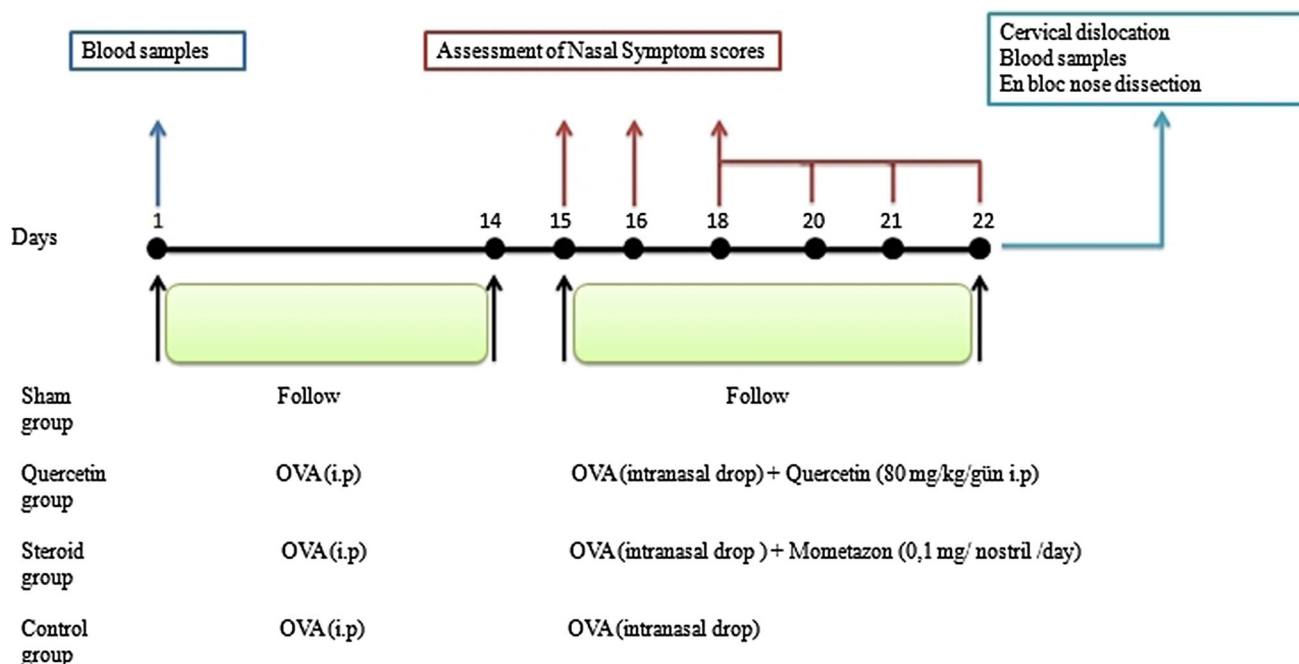 Blood samples
Assessment of Nasal Symptom scores
Cervical dislocation
Blood samples
En bloc nose dissection
Days
1 14 15 16 18 20 21 22
Sham
group
Follow
Follow
Quercetin
group
OVA (i.p)
OVA (intranasal drop) + Quercetin (80 mg/kg/gün i.p)
Steroid
group
OVA (i.p)
OVA (intranasal drop ) + Mometazon (0,1 mg/ nostril /day)
Control
group
OVA (i.p)
OVA (intranasal drop)